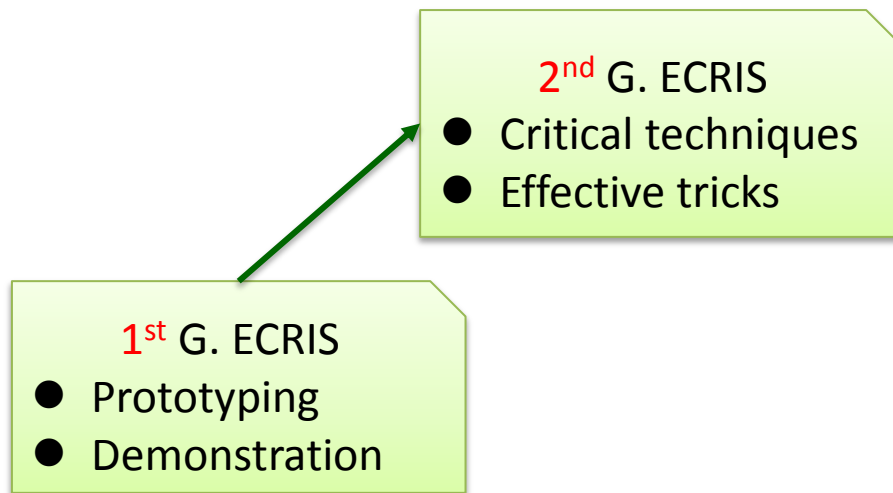 2nd G. ECRIS
● Critical techniques
● Effective tricks
1st G. ECRIS
● Prototyping
● Demonstration